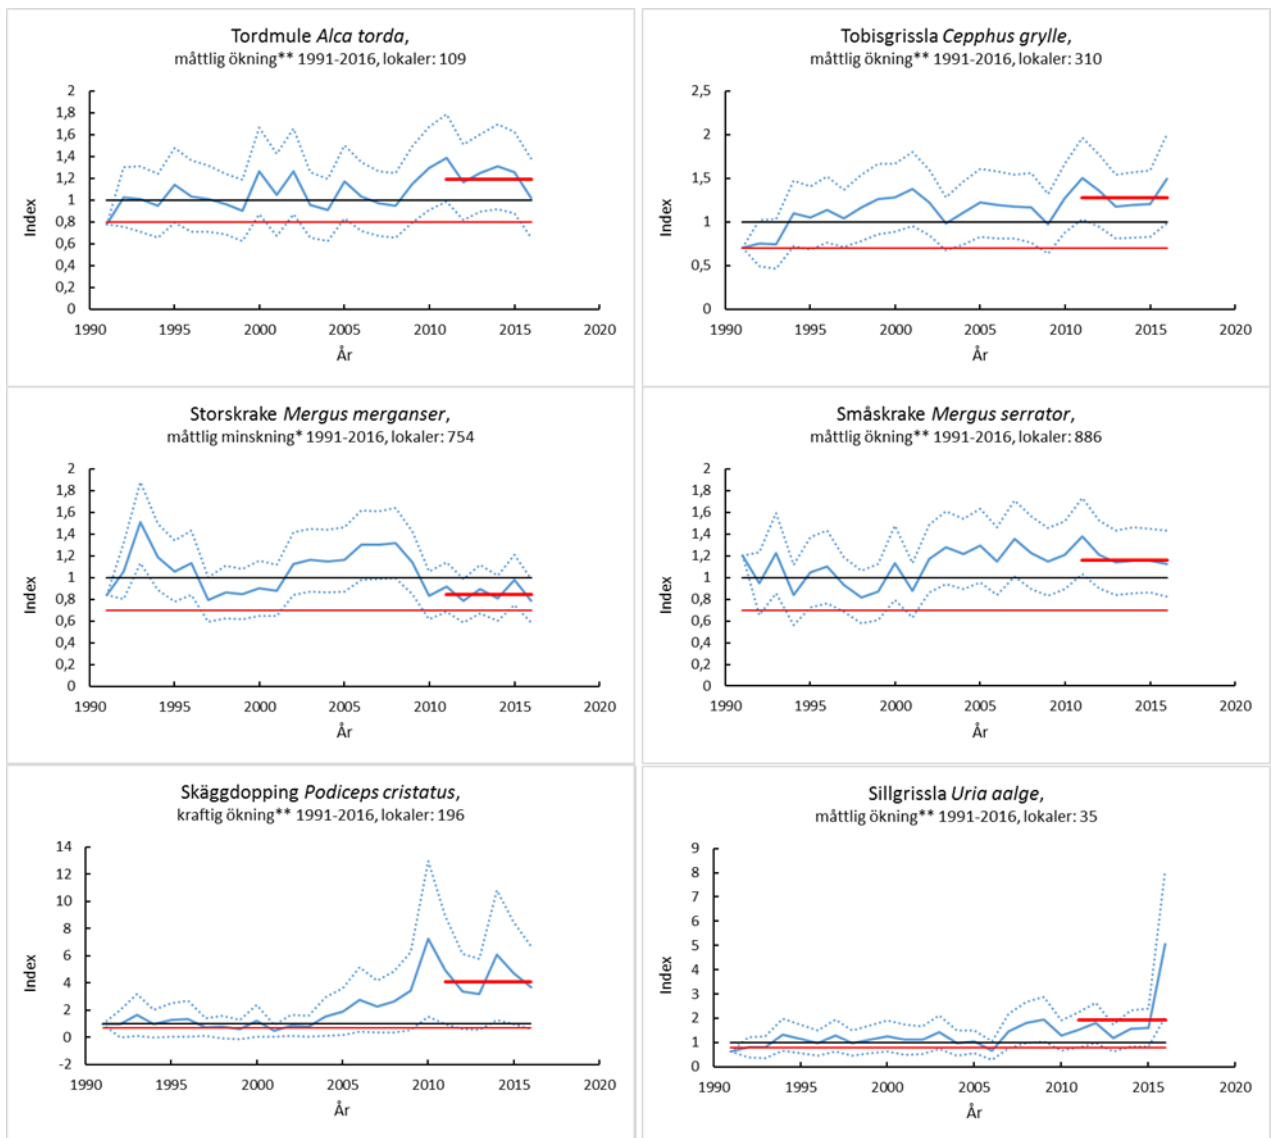 Tordmule Alca torda,
måttlig ökning** 1991-2016, lokaler: 109
2
1,8
1,6
1,4
1,2
1
0,8
0,6
0,4
0,2
0
Index
1990 1995 2000 2005 2010 2015 2020
År
Tobisgrissla Cepphus grylle,
måttlig ökning** 1991-2016, lokaler: 310
2,5
2
1,5
1
0,5
0
Index
1990 1995 2000 2005 2010 2015 2020
År
Storskrake Mergus merganser,
måttlig minskning* 1991-2016, lokaler: 754
2
1,8
1,6
1,4
1,2
1
0,8
0,6
0,4
0,2
0
Index
1990 1995 2000 2005 2010 2015 2020
År
Småskrake Mergus serrator,
måttlig ökning** 1991-2016, lokaler: 886
2
1,8
1,6
1,4
1,2
1
0,8
0,6
0,4
0,2
0
Index
1990 1995 2000 2005 2010 2015 2020
År
Skäggdopping Podiceps cristatus,
kraftig ökning** 1991-2016, lokaler: 196
14
12
10
8
6
4
2
0
-2
Index
1990 1995 2000 2005 2010 2015 2020
År
Sillgrissla Uria aalge,
måttlig ökning** 1991-2016, lokaler: 35
9
8
7
6
5
4
3
2
1
0
Index
1990 1995 2000 2005 2010 2015 2020
År